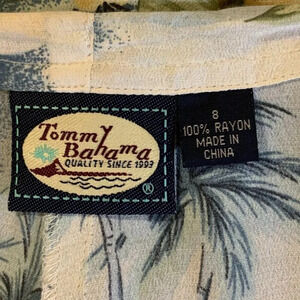 Tommy
Bahama
QUALITY SINCE 1993
®
8
100% RAYON
MADE IN
CHINA